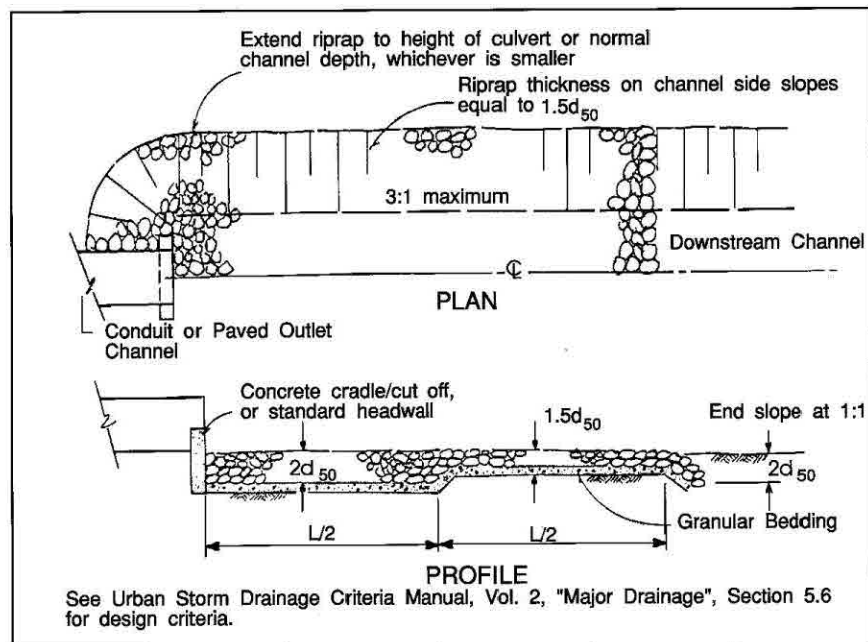 Extend riprap to height of culvert or normal
channel depth, whichever is smaller
Riprap thickness on channel side slopes
equal to 1.5d50
3:1 maximum
Downstream Channel
℄
PLAN
Conduit or Paved Outlet
Channel
Concrete cradle/cut off,
or standard headwall
1.5d50
End slope at 1:1
2d50
2d50
Granular Bedding
L/2
L/2
PROFILE
See Urban Storm Drainage Criteria Manual, Vol. 2, "Major Drainage", Section 5.6
for design criteria.